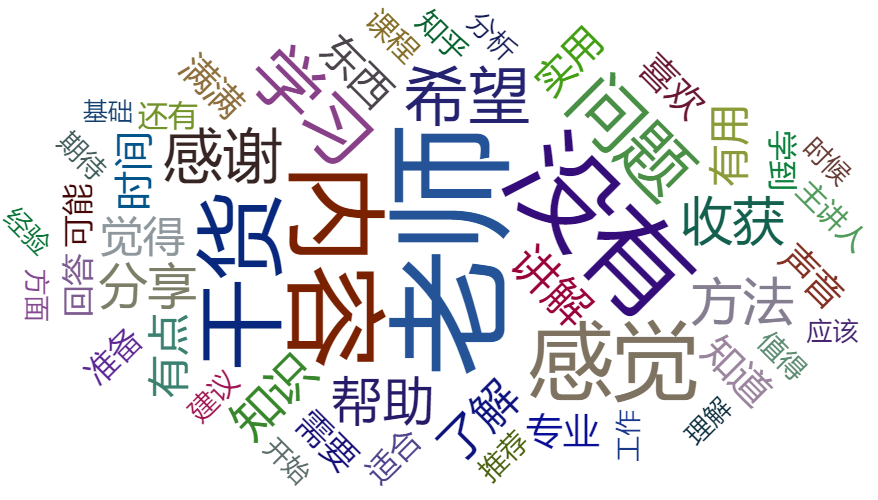 课程
知乎
分析
东西
满满
学习
希望
实用
喜欢
问题
基础
还有
时间
感谢
内容
老师
没有
有用
学到
时候
期待
可能
觉得
干货
收获
主讲人
经验
方面
回答
分享
讲解
方法
声音
有点
感觉
知道
应该
值得
准备
建议
知识
帮助
了解
专业
工作
理解
需要
适合
推荐
开始